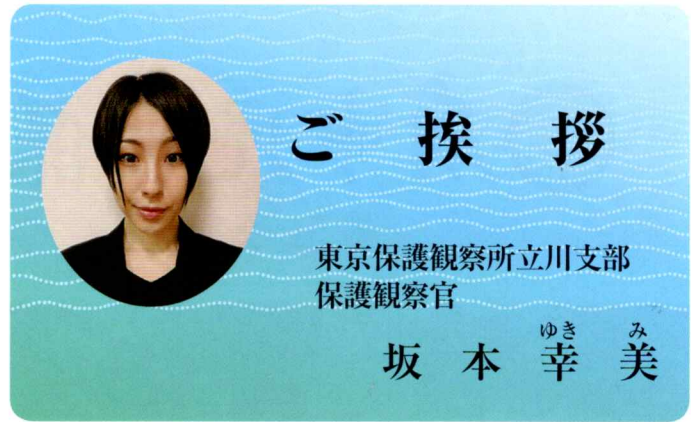 ご挨拶
東京保護観察所立川支部
保護観察官
ゆき み
坂本幸美